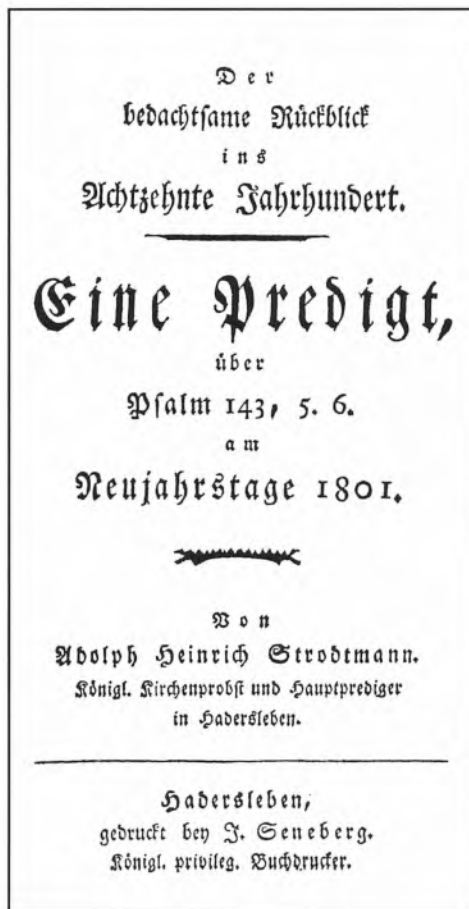 Der
bedachtsame Rückblick
ins
Achtzehnte Jahrhundert.
Eine Predigt,
über
Psalm 143, 5. 6.
am
Neujahrstage 1801.
Von
Adolph Heinrich Strodtmann.
Königl. Kirchenprobst und Hauptprediger
in Hadersleben.
Hadersleben,
gedruckt bey J. Seneberg.
Königl. privileg. Buchdrucker.